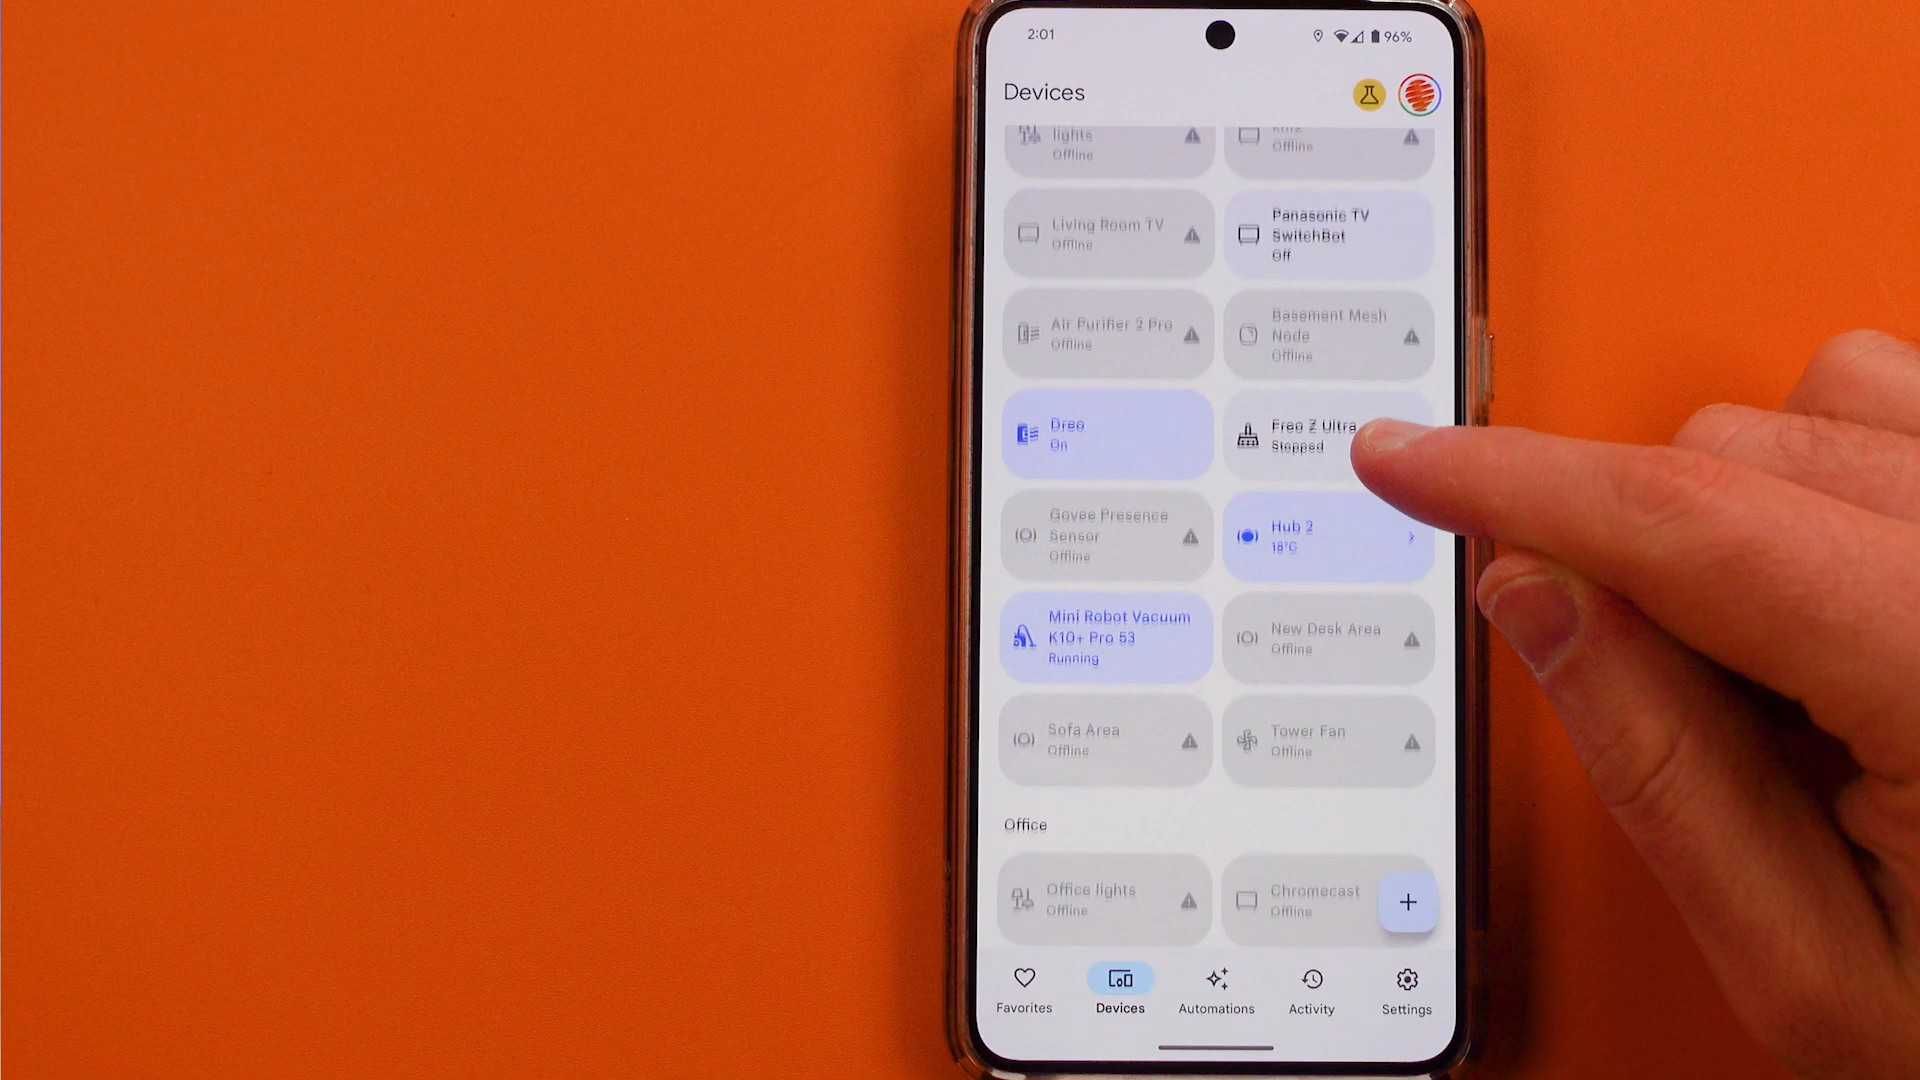 2:01
96%
Devices
lights
Offline
Offline
Living Room TV
Offline
Panasonic TV
SwitchBot
Off
Air Purifier 2 Pro
Offline
Basement Mesh
Node
Offline
Dreo
On
Freo Z Ultra
Stopped
Govee Presence
Sensor
Offline
Hub 2
18°C
Mini Robot Vacuum
K10+ Pro 53
Running
New Desk Area
Offline
Sofa Area
Offline
Tower Fan
Offline
Office
Office lights
Offline
Chromecast
Offline
Favorites
Devices
Automations
Activity
Settings